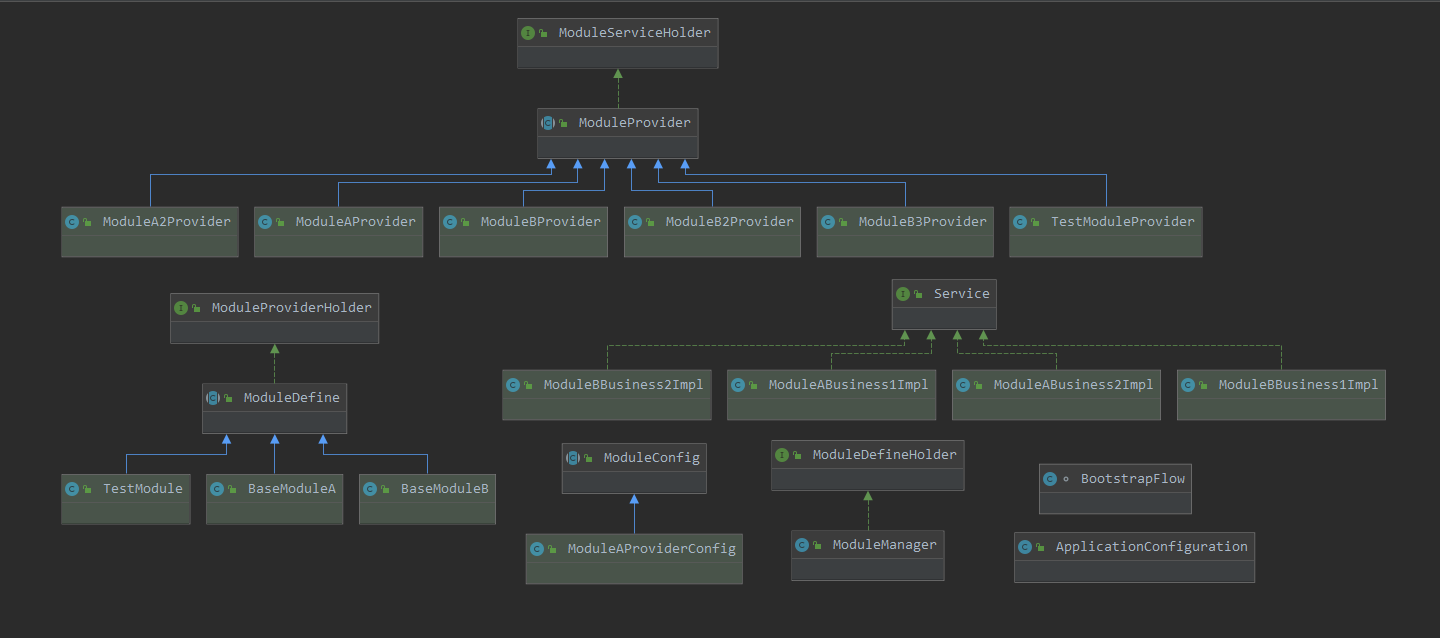 ModuleServiceHolder
ModuleProvider
ModuleA2Provider
ModuleAProvider
ModuleBProvider
ModuleB2Provider
ModuleB3Provider
TestModuleProvider
ModuleProviderHolder
Service
ModuleBBusiness2Impl
ModuleABusiness1Impl
ModuleABusiness2Impl
ModuleBBusiness1Impl
ModuleDefine
TestModule
BaseModuleA
BaseModuleB
ModuleConfig
ModuleDefineHolder
BootstrapFlow
ModuleAProviderConfig
ModuleManager
ApplicationConfiguration